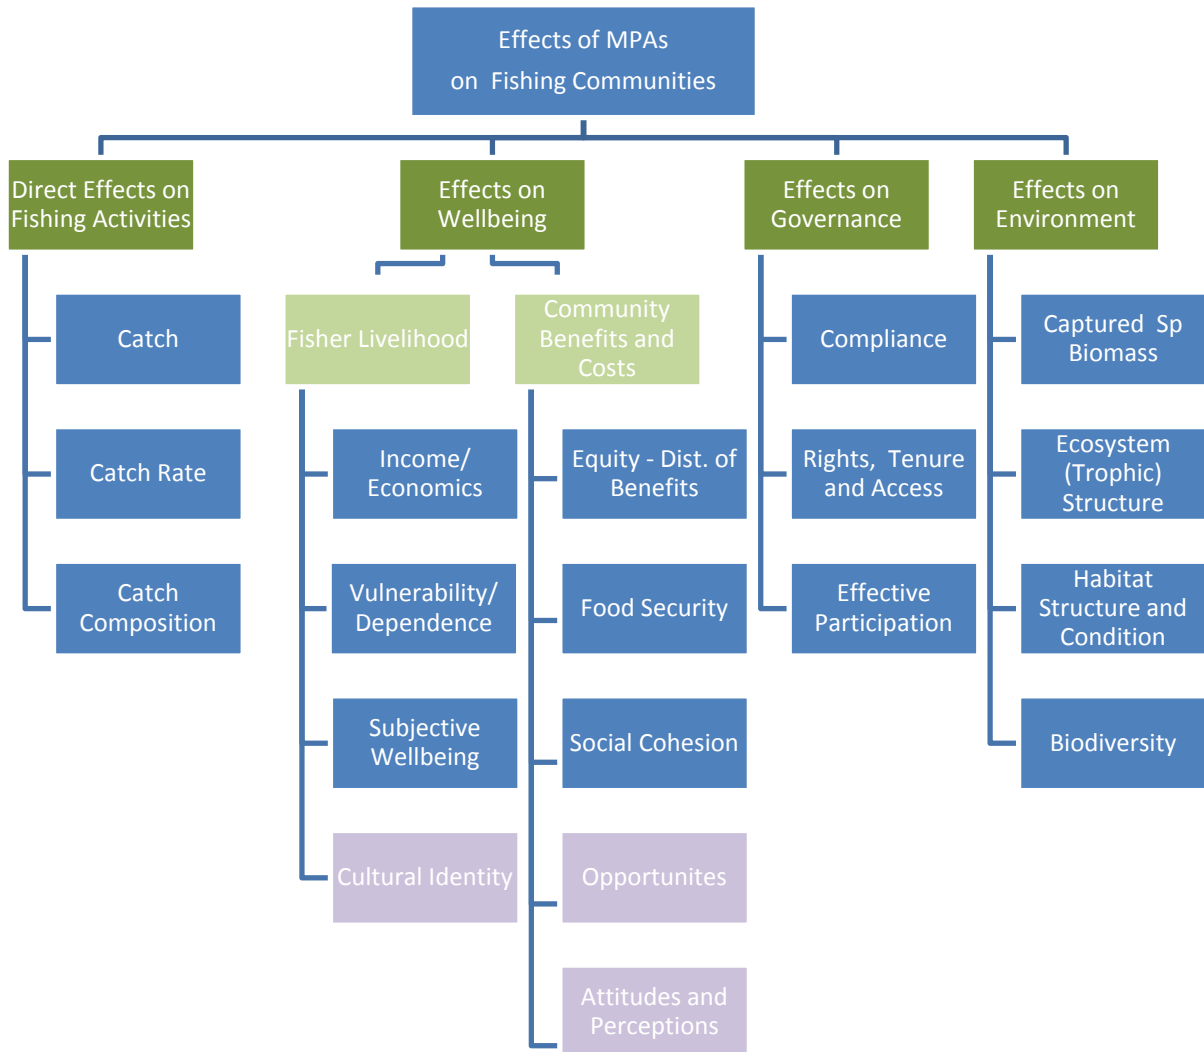 Effects of MPAs
on Fishing Communities
Direct Effects on
Fishing Activities
Effects on
Wellbeing
Effects on
Governance
Effects on
Environment
Catch
Catch Rate
Catch
Composition
Fisher Livelihood
Income/
Economics
Vulnerability/
Dependence
Subjective
Wellbeing
Cultural Identity
Community
Benefits and
Costs
Equity - Dist. of
Benefits
Food Security
Social Cohesion
Opportunites
Attitudes and
Perceptions
Compliance
Rights, Tenure
and Access
Effective
Participation
Captured Sp
Biomass
Ecosystem
(Trophic)
Structure
Habitat
Structure and
Condition
Biodiversity